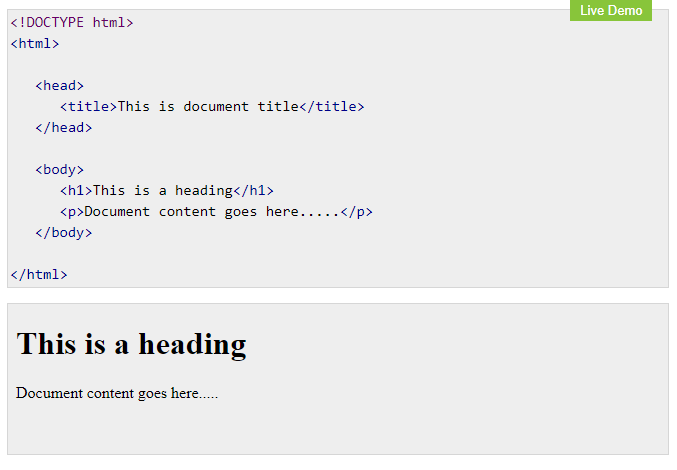 Live Demo
<!DOCTYPE html>
<html>
<head>
<title>This is document title</title>
</head>
<body>
<h1>This is a heading</h1>
<p>Document content goes here.....</p>
</body>
</html>
This is a heading
Document content goes here.....